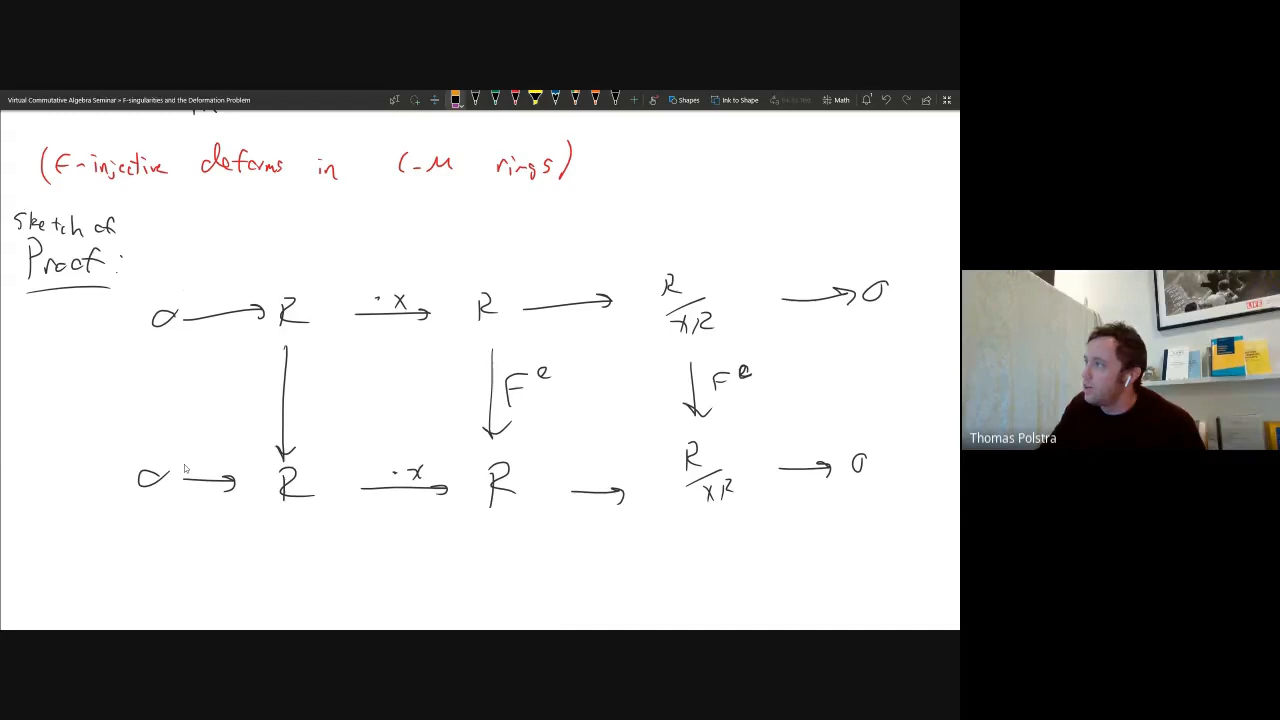 Virtual Commutative Algebra Seminar » F-singularities and the Deformation Problem
Shapes Ink to Shape Math
(F-injective deforms in C-M rings)
Sketch of
Proof:
0 → R —·x→ R → R/xR → 0
↓ ↓ F^e ↓ F^e
0 → R —·x→ R → R/xR → 0
Thomas Polstra
LIFE